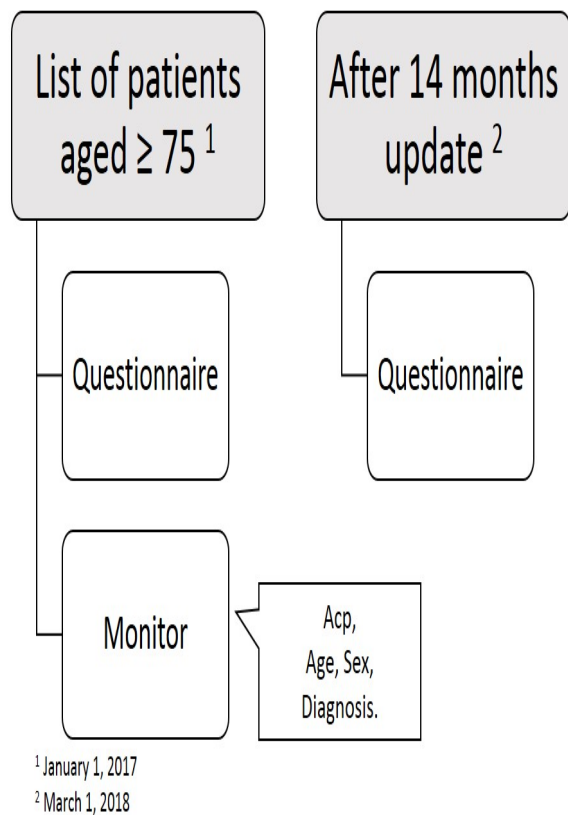 List of patients
aged ≥ 75 ¹
After 14 months
update ²
Questionnaire
Questionnaire
Monitor
Acp,
Age, Sex,
Diagnosis.
¹ January 1, 2017
² March 1, 2018